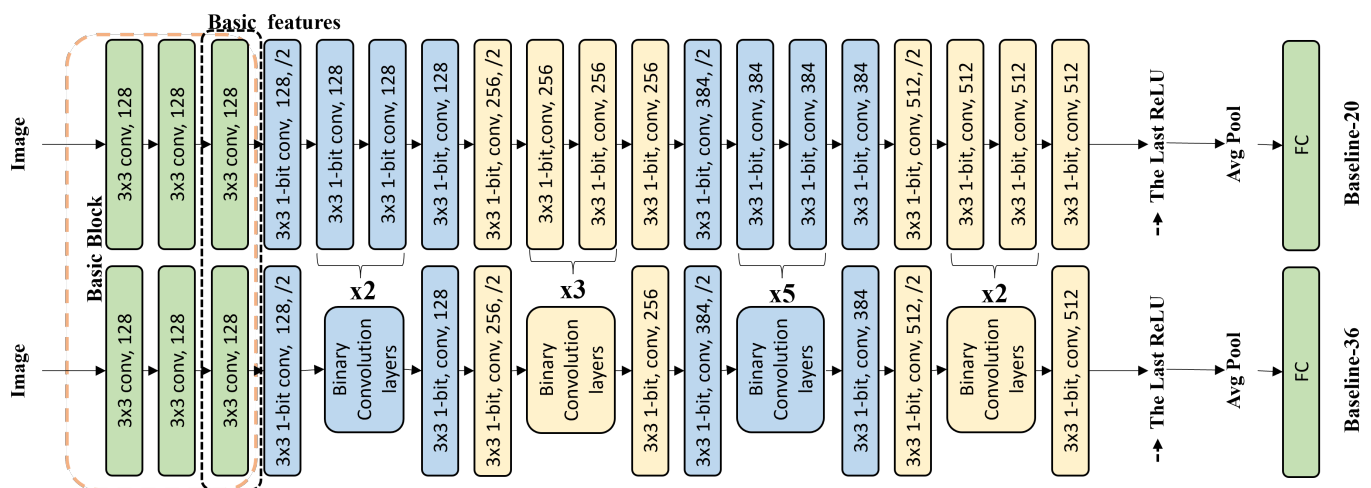 Basic features
Image
Basic Block
3x3 conv, 128
3x3 conv, 128
3x3 conv, 128
3x3 1-bit conv, 128, /2
3x3 1-bit conv, 128
3x3 1-bit conv, 128
3x3 1-bit conv, 128
3x3 1-bit, conv, 256, /2
3x3 1-bit,conv, 256
3x3 1-bit, conv, 256
3x3 1-bit, conv, 256
3x3 1-bit, conv, 384, /2
3x3 1-bit, conv, 384
3x3 1-bit, conv, 384
3x3 1-bit, conv, 384
3x3 1-bit, conv, 512, /2
3x3 1-bit, conv, 512
3x3 1-bit, conv, 512
3x3 1-bit, conv, 512
The Last ReLU
Avg Pool
FC
Baseline-20
x2
x3
x5
x2
Image
3x3 conv, 128
3x3 conv, 128
3x3 conv, 128
3x3 1-bit conv, 128, /2
Binary
Convolution
layers
3x3 1-bit conv, 128
3x3 1-bit, conv, 256, /2
Binary
Convolution
layers
3x3 1-bit, conv, 256
3x3 1-bit, conv, 384, /2
Binary
Convolution
layers
3x3 1-bit, conv, 384
3x3 1-bit, conv, 512, /2
Binary
Convolution
layers
3x3 1-bit, conv, 512
The Last ReLU
Avg Pool
FC
Baseline-36